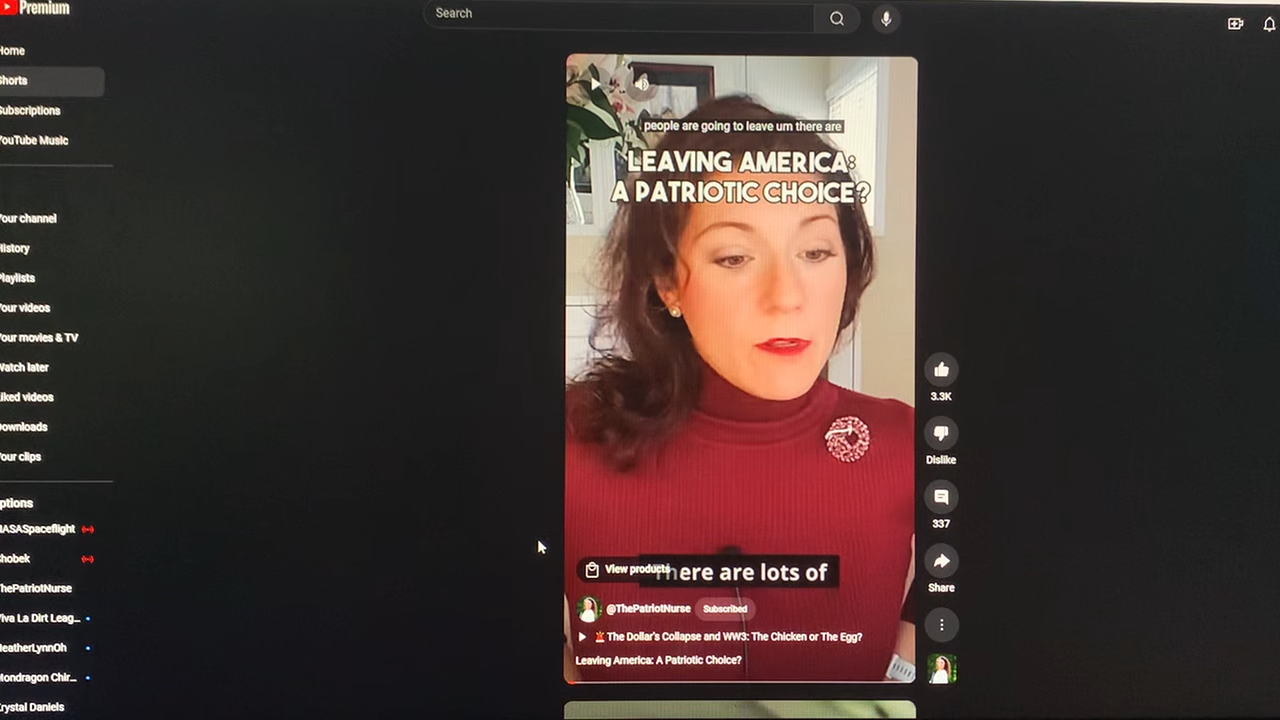 Premium
Search
Home
Shorts
Subscriptions
YouTube Music
Your channel
History
Playlists
Your videos
Your movies & TV
Watch later
Liked videos
Downloads
Your clips
ptions
NASASpaceflight
hobek
ThePatriotNurse
Viva La Dirt Leag...
HeatherLynnOh
Mondragon Chir...
Krystal Daniels
people are going to leave um there are
LEAVING AMERICA:
A PATRIOTIC CHOICE?
There are lots of
View products
@ThePatriotNurse Subscribed
The Dollar's Collapse and WW3: The Chicken or The Egg?
Leaving America: A Patriotic Choice?
3.3K
Dislike
337
Share